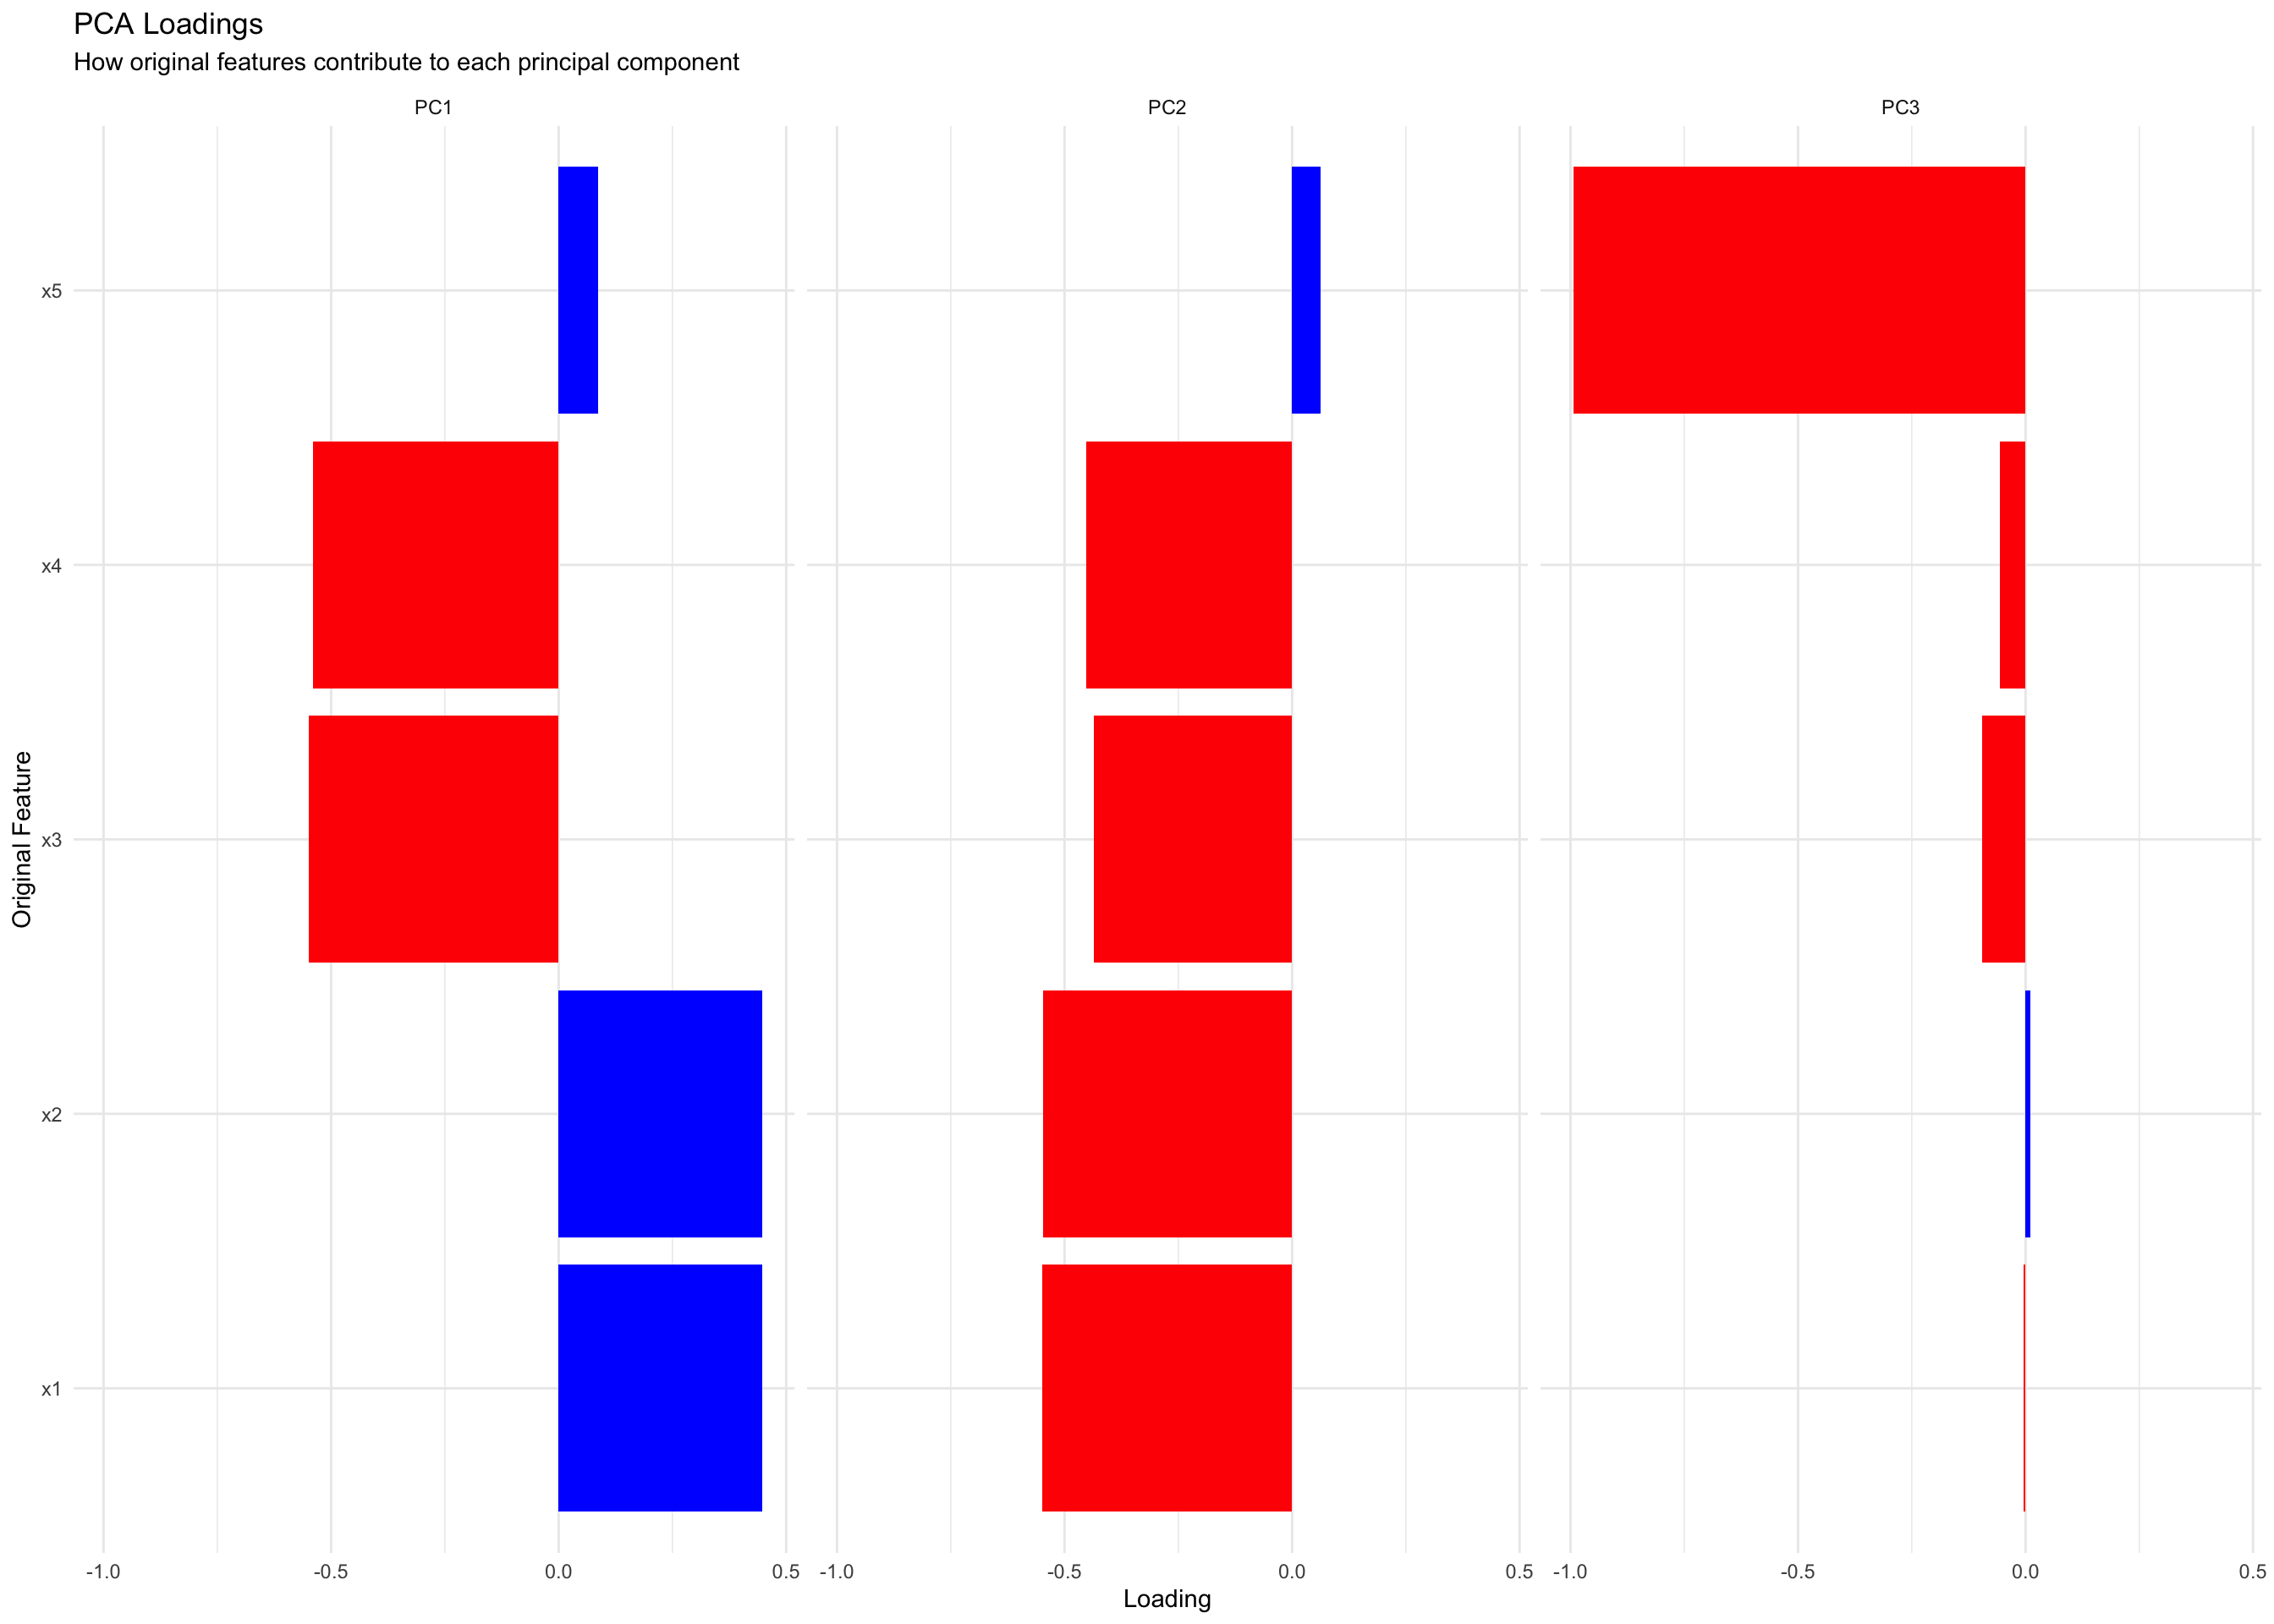 PCA Loadings
How original features contribute to each principal component
PC1 PC2 PC3
x5
x4
x3
x2
x1
Original Feature
-1.0 -0.5 0.0 0.5 -1.0 -0.5 0.0 0.5 -1.0 -0.5 0.0 0.5
Loading